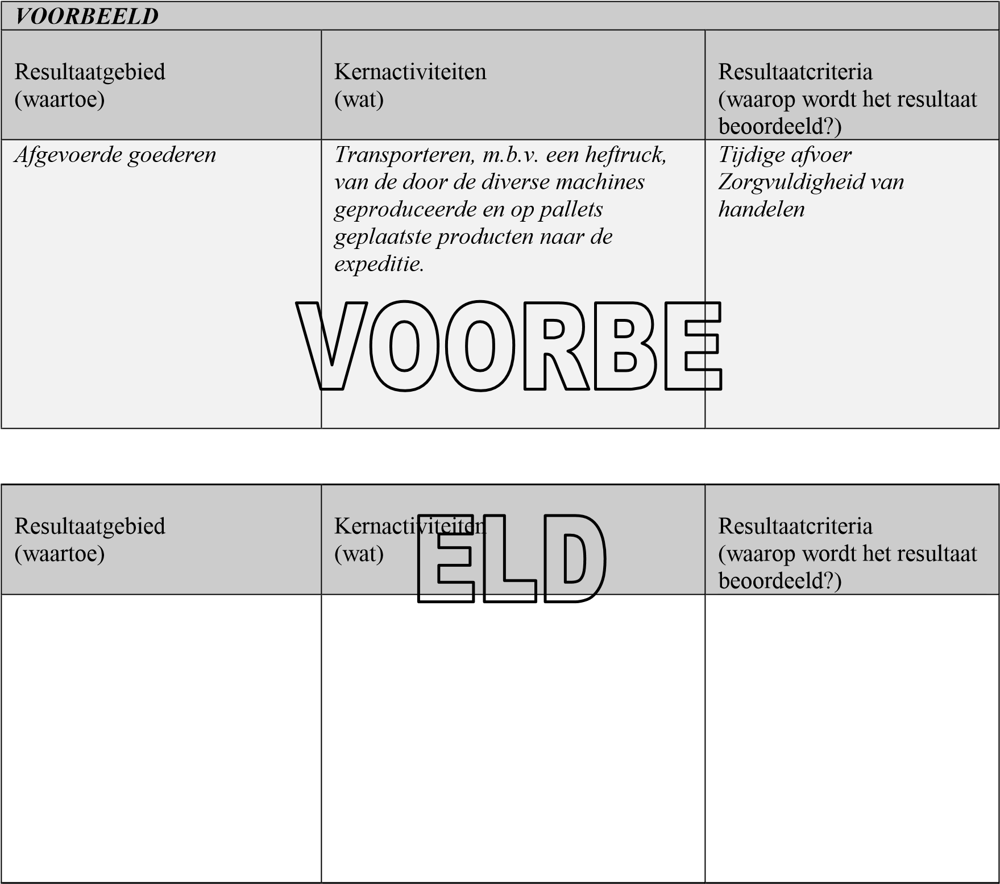 VOORBEELD
Resultaatgebied
(waartoe)
Kernactiviteiten
(wat)
Resultaatcriteria
(waarop wordt het resultaat
beoordeeld?)
Afgevoerde goederen
Transporteren, m.b.v. een heftruck,
van de door de diverse machines
geproduceerde en op pallets
geplaatste producten naar de
expeditie.
Tijdige afvoer
Zorgvuldigheid van
handelen
VOORBE
Resultaatgebied
(waartoe)
Kernactiviteiten
(wat)
Resultaatcriteria
(waarop wordt het resultaat
beoordeeld?)
ELD